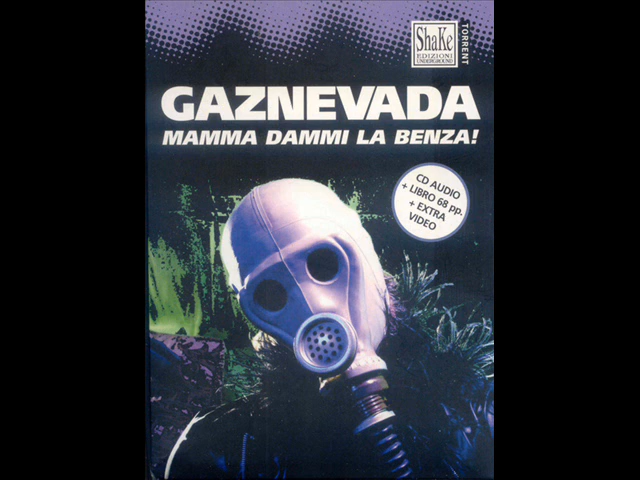 ShaKe
EDIZIONI
UNDERGROUND
TORRENT
GAZNEVADA
MAMMA DAMMI LA BENZA!
CD AUDIO
+ LIBRO 68 pp.
+ EXTRA
VIDEO